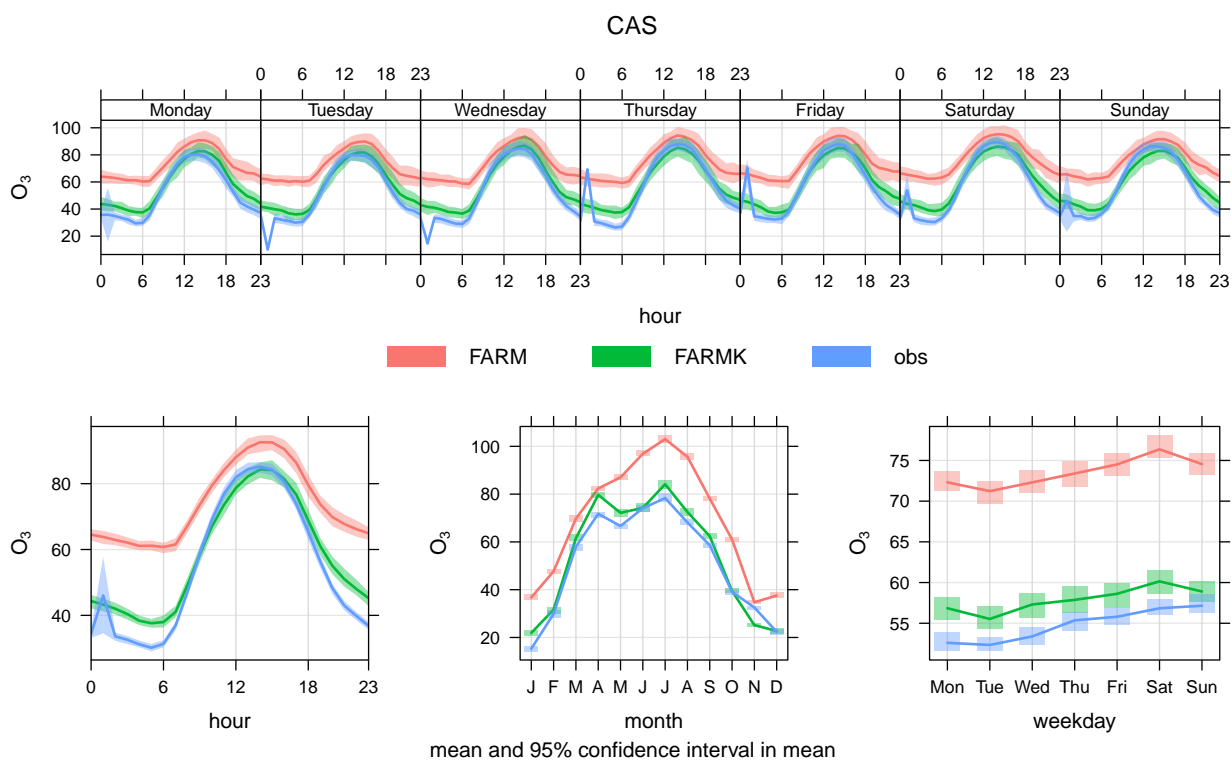 CAS
0 6 12 18 23 0 6 12 18 23 0 6 12 18 23
Monday Tuesday Wednesday Thursday Friday Saturday Sunday
100
80
60
40
20
O₃
0 6 12 18 23 0 6 12 18 23 0 6 12 18 23 0 6 12 18 23
hour
FARM FARMK obs
80
60
40
O₃
0 6 12 18 23
hour
100
80
60
40
20
O₃
J F M A M J J A S O N D
month
75
70
65
60
55
O₃
Mon Tue Wed Thu Fri Sat Sun
weekday
mean and 95% confidence interval in mean